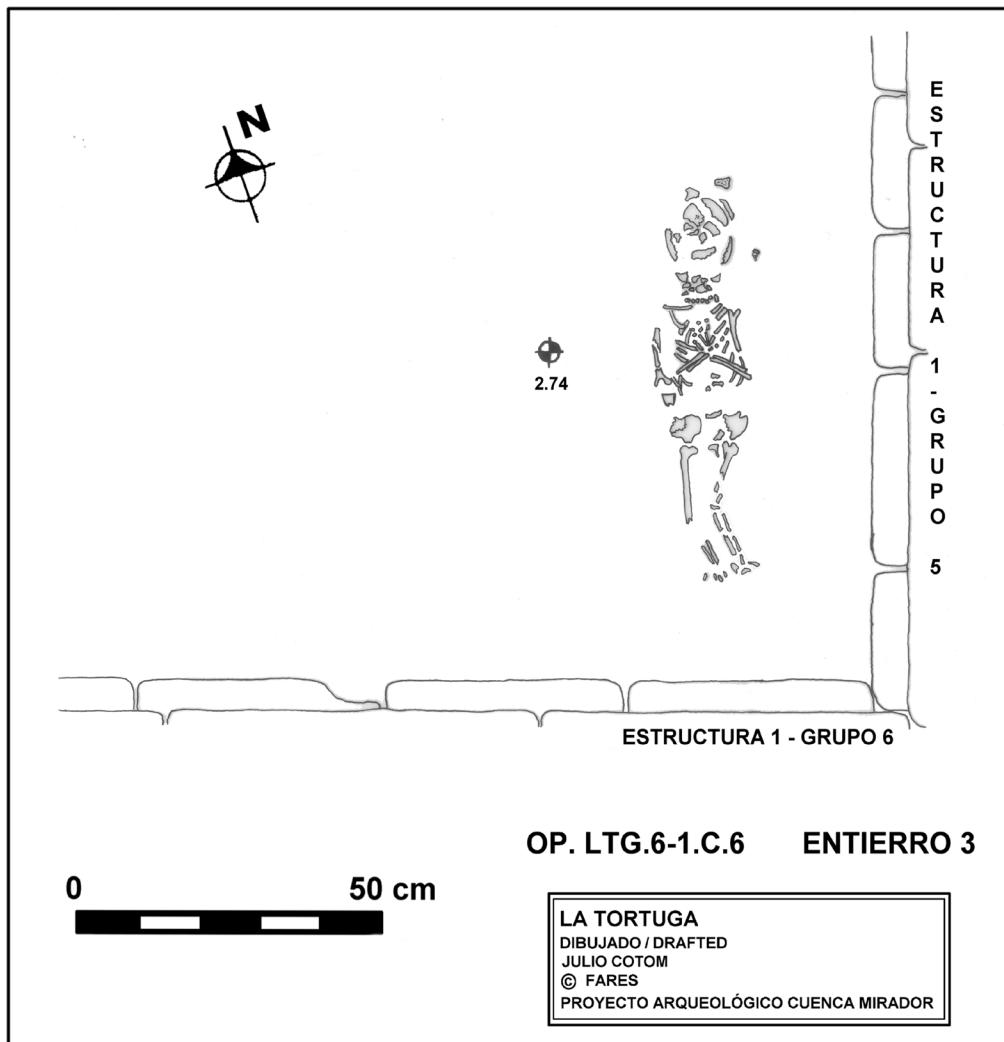 N
ESTRUCTURA 1 - GRUPO 5
2.74
ESTRUCTURA 1 - GRUPO 6
OP. LTG.6-1.C.6 ENTIERRO 3
0 50 cm
LA TORTUGA
DIBUJADO / DRAFTED
JULIO COTOM
© FARES
PROYECTO ARQUEOLÓGICO CUENCA MIRADOR